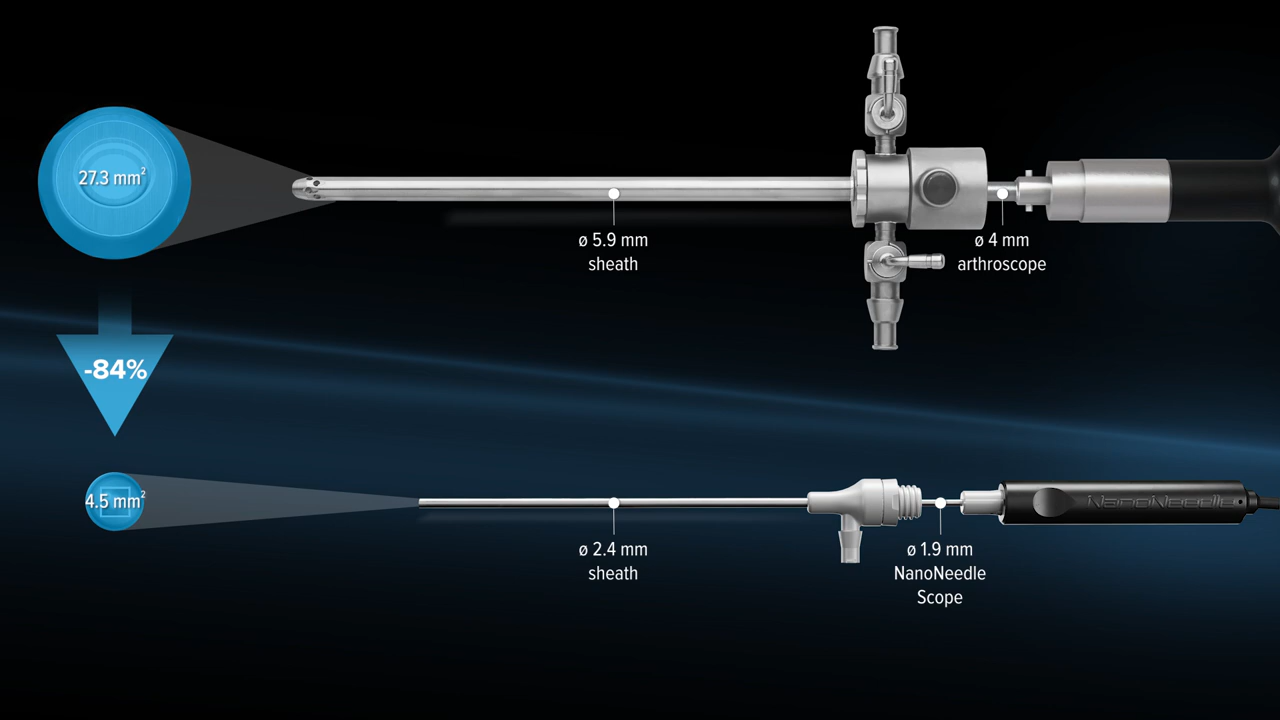 27.3 mm²
ø 5.9 mm
sheath
ø 4 mm
arthroscope
-84%
4.5 mm²
NanoNeedle
ø 2.4 mm
sheath
ø 1.9 mm
NanoNeedle
Scope